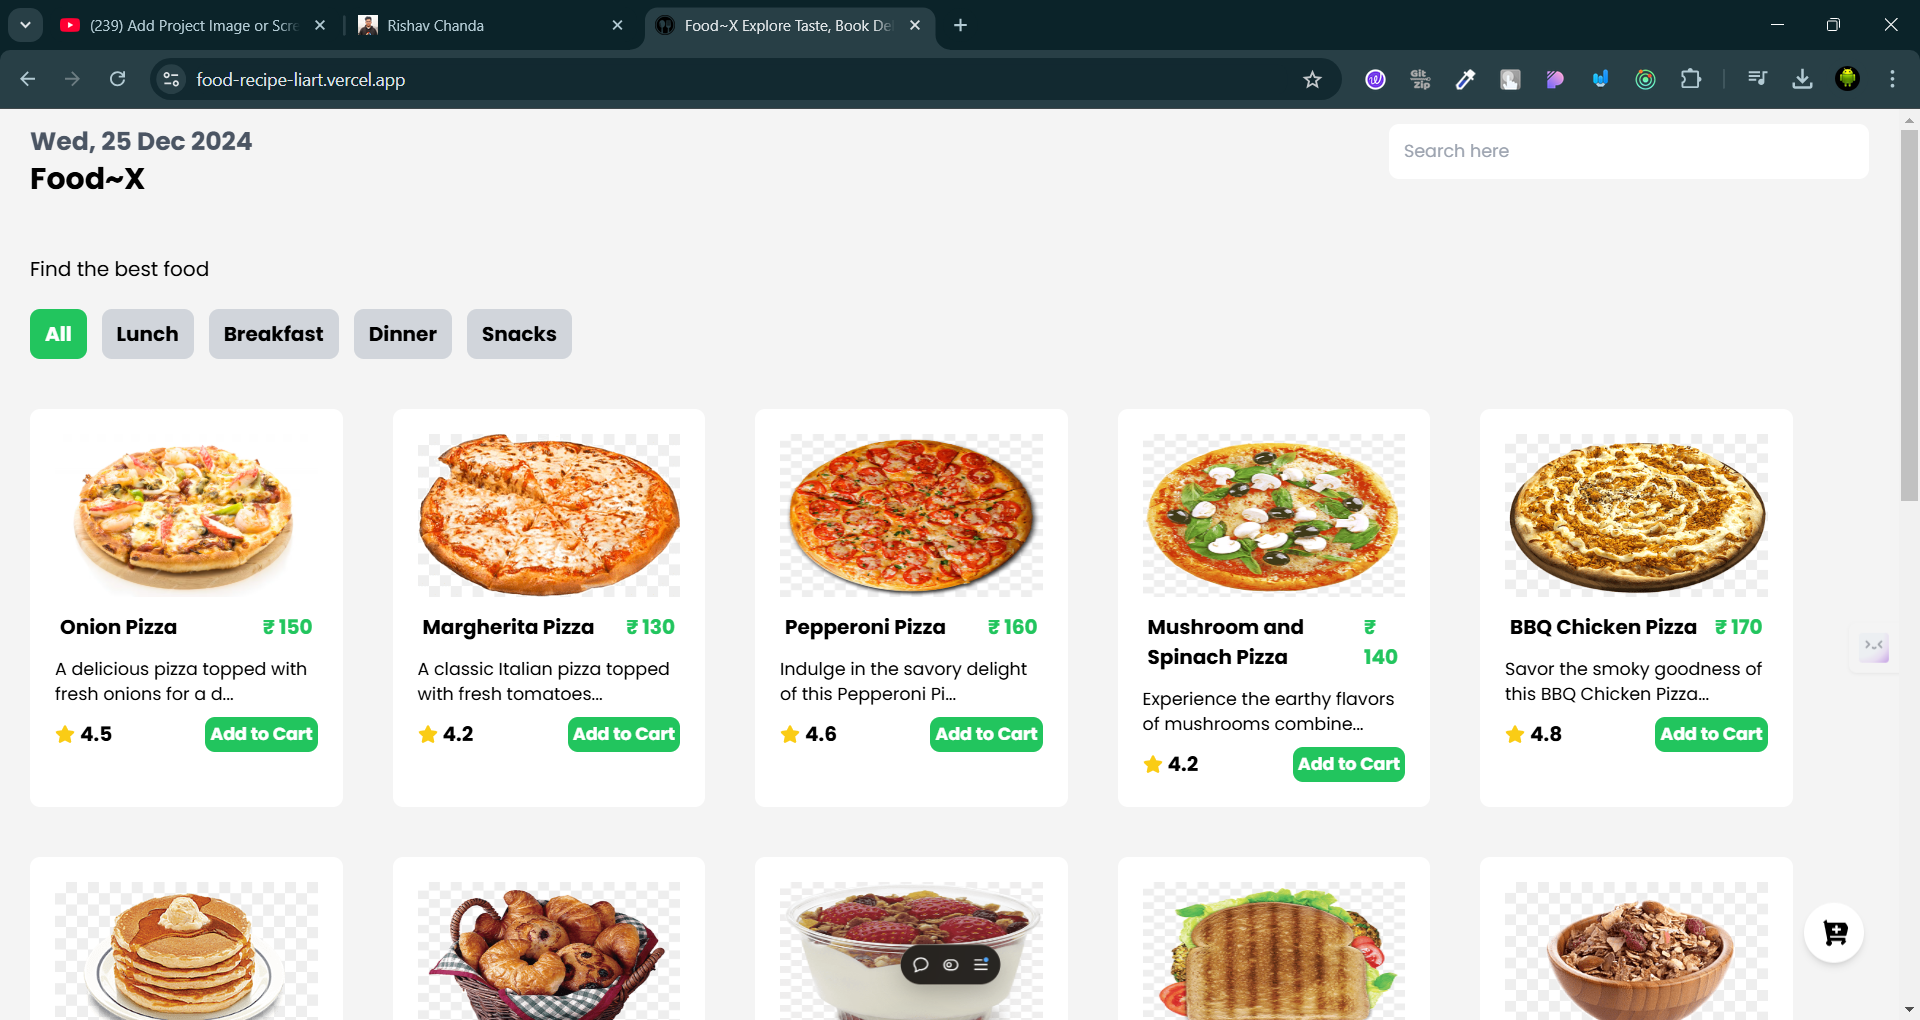 (239) Add Project Image or Scre
Rishav Chanda
Food~X Explore Taste, Book Del
food-recipe-liart.vercel.app
Git
Zip
Wed, 25 Dec 2024
Food~X
Search here
Find the best food
All
Lunch
Breakfast
Dinner
Snacks
Onion Pizza
₹ 150
A delicious pizza topped with
fresh onions for a d...
4.5
Add to Cart
Margherita Pizza
₹ 130
A classic Italian pizza topped
with fresh tomatoes...
4.2
Add to Cart
Pepperoni Pizza
₹ 160
Indulge in the savory delight
of this Pepperoni Pi...
4.6
Add to Cart
Mushroom and
Spinach Pizza
₹
140
Experience the earthy flavors
of mushrooms combine...
4.2
Add to Cart
BBQ Chicken Pizza
₹ 170
Savor the smoky goodness of
this BBQ Chicken Pizza...
4.8
Add to Cart